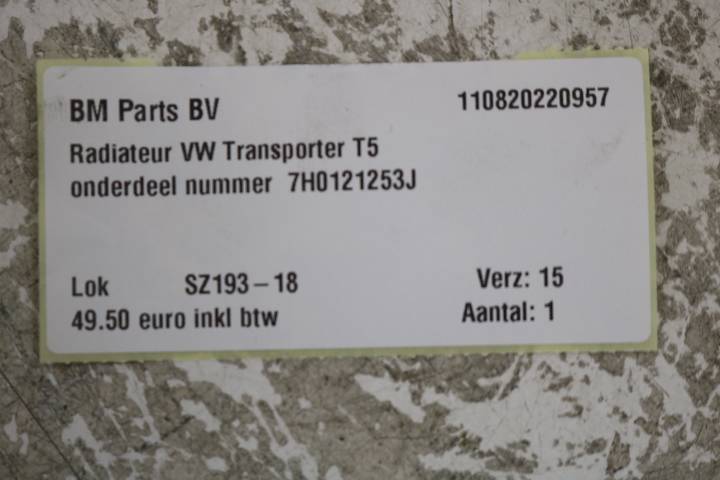 BM Parts BV 110820220957
Radiateur VW Transporter T5
onderdeel nummer 7H0121253J
Lok SZ193-18 Verz: 15
49.50 euro inkl btw Aantal: 1